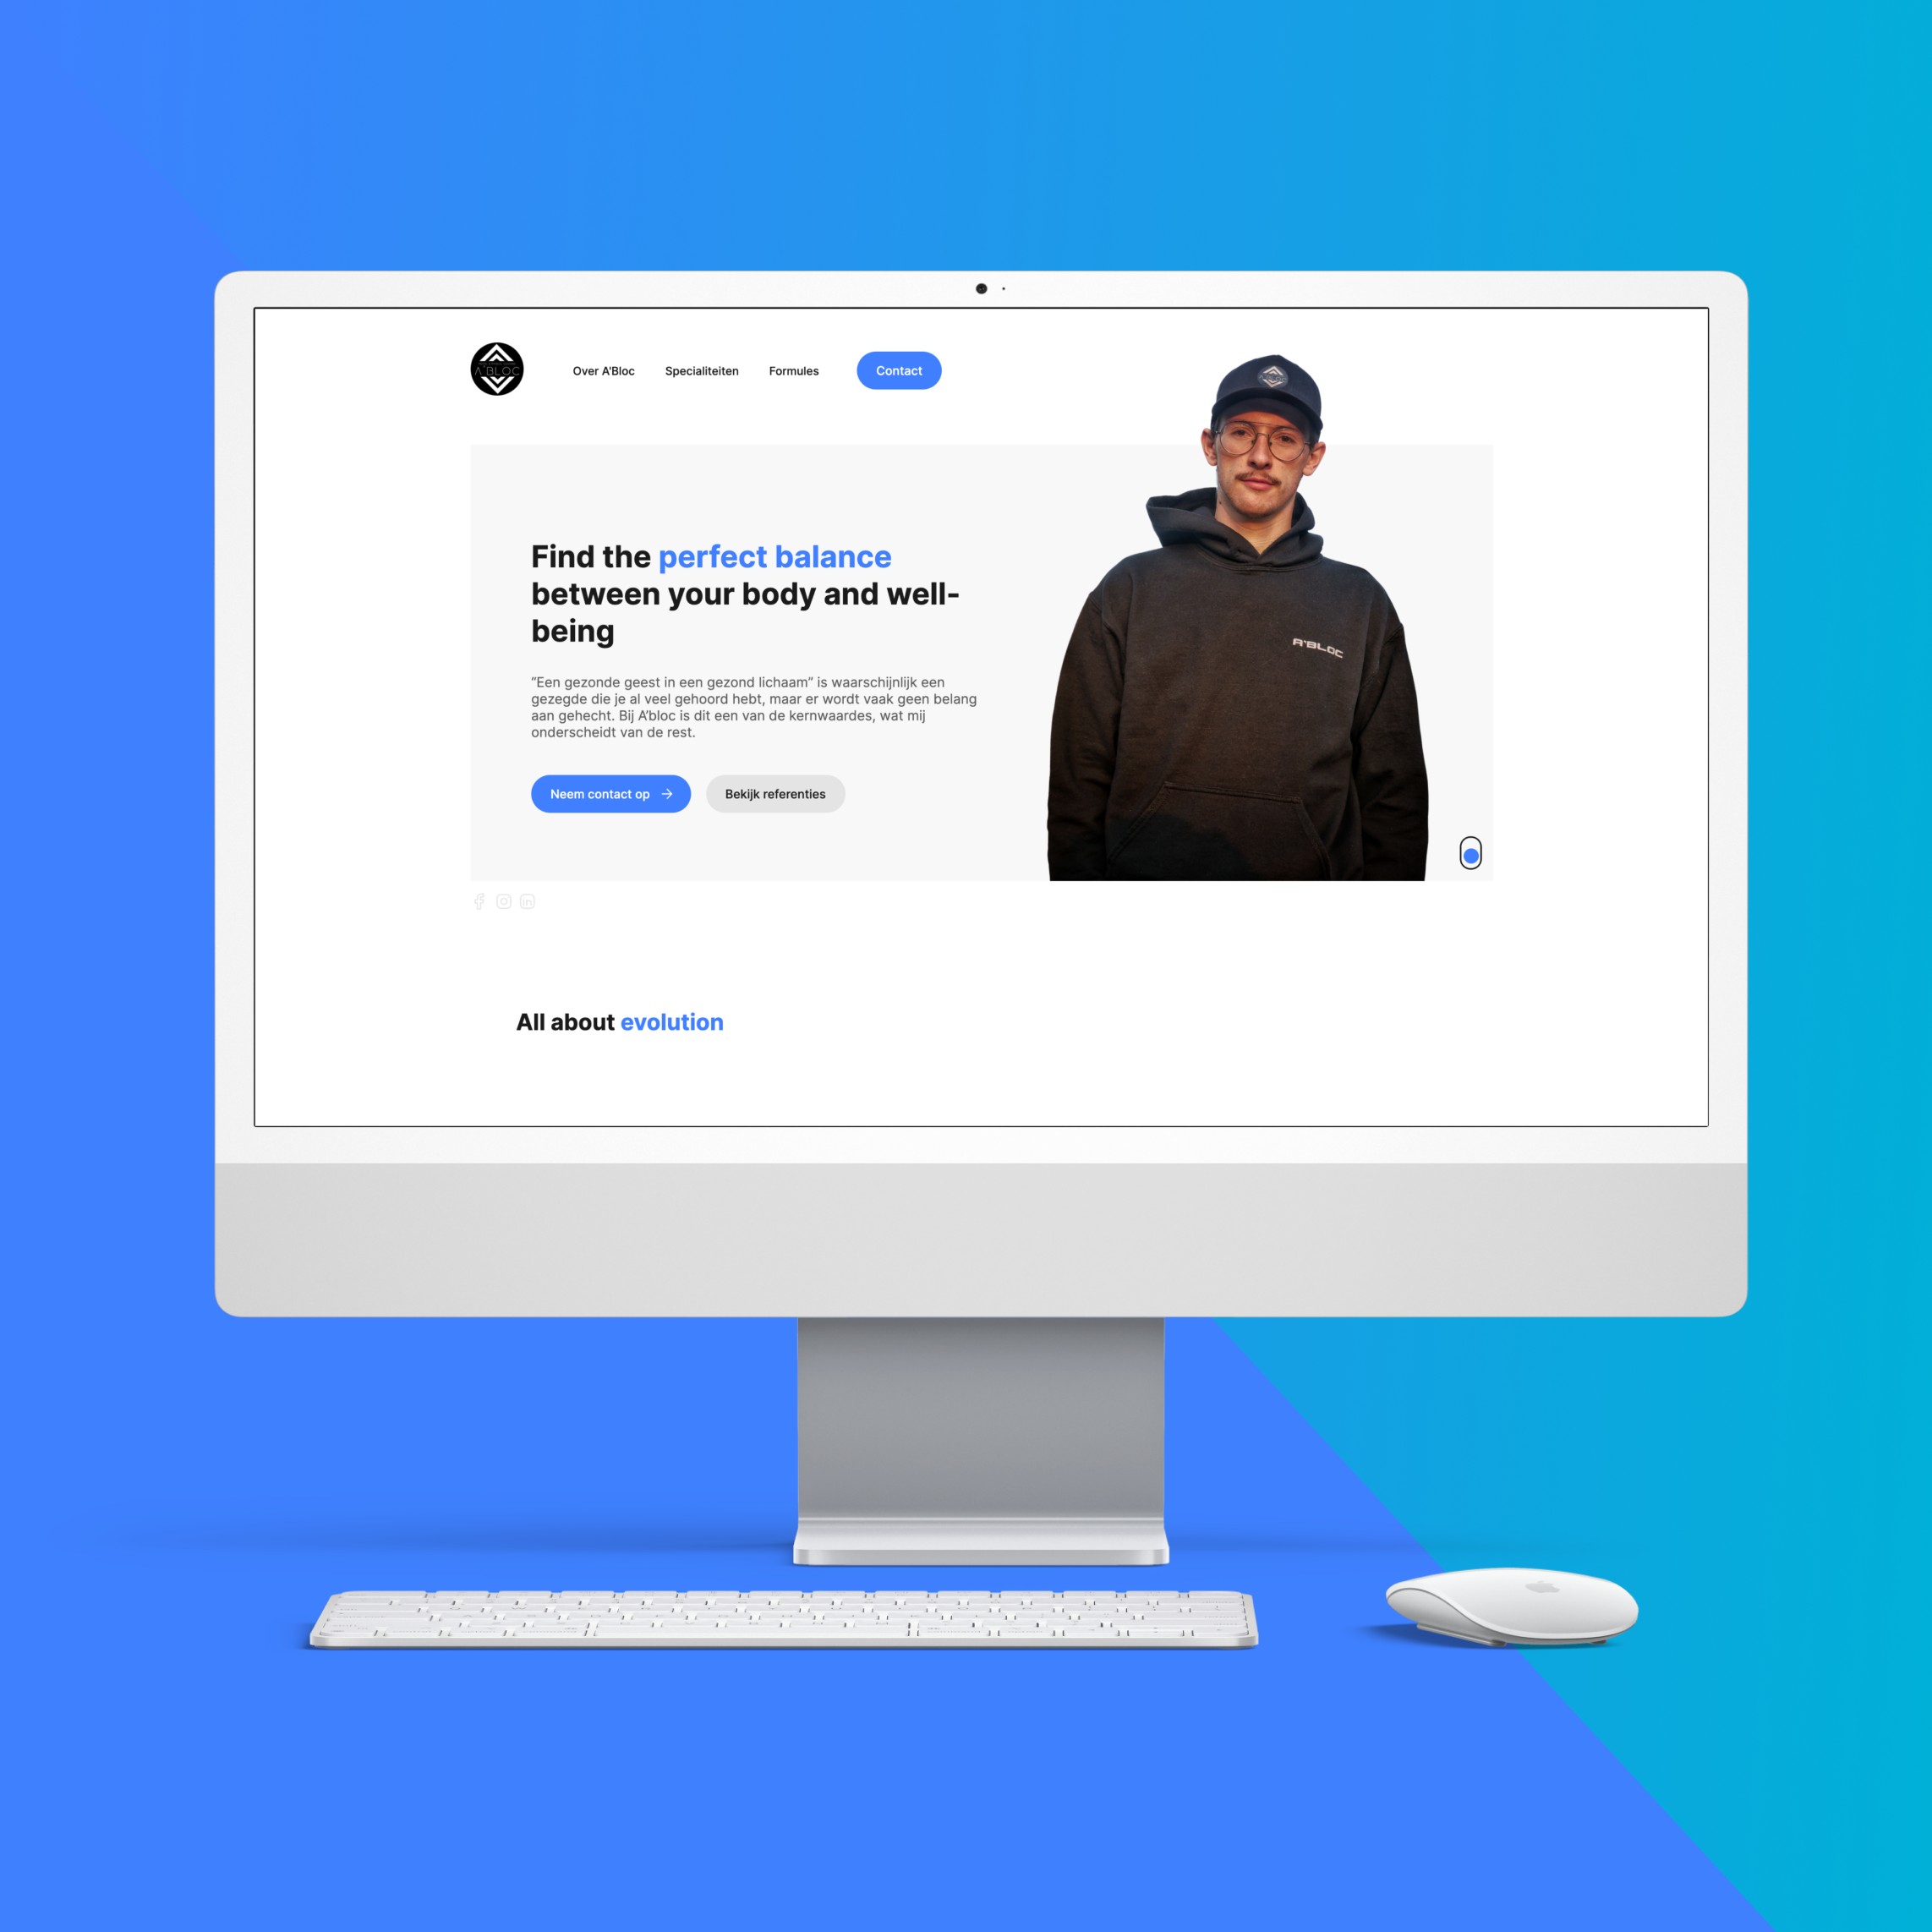 A'BLOC
Over A'Bloc
Specialiteiten
Formules
Contact
Find the perfect balance
between your body and well-
being
“Een gezonde geest in een gezond lichaam” is waarschijnlijk een
gezegde die je al veel gehoord hebt, maar er wordt vaak geen belang
aan gehecht. Bij A’bloc is dit een van de kernwaardes, wat mij
onderscheidt van de rest.
Neem contact op
Bekijk referenties
A'BLOC
All about evolution